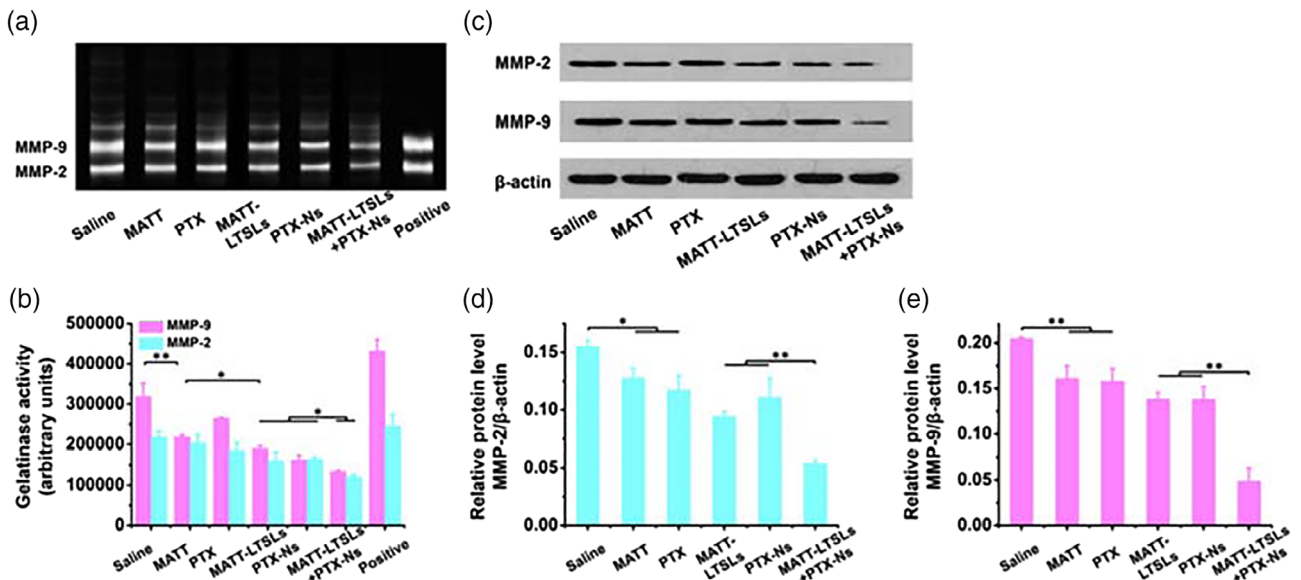 (a)
MMP-9
MMP-2
Saline
MATT
PTX
MATT-
LTSLs
PTX-Ns
MATT-LTSLs
+PTX-Ns
Positive
(c)
MMP-2
MMP-9
β-actin
Saline
MATT
PTX
MATT-LTSLs
PTX-Ns
MATT-LTSLs
+PTX-Ns
(b)
MMP-9
MMP-2
Gelatinase activity
(arbitrary units)
500000
400000
300000
200000
100000
0
**
*
*
Saline
MATT
PTX
MATT-LTSLs
PTX-Ns
MATT-LTSLs
+PTX-Ns
Positive
(d)
Relative protein level
MMP-2/β-actin
0.15
0.10
0.05
0.00
*
**
Saline
MATT
PTX
MATT-
LTSLs
PTX-Ns
MATT-LTSLs
+PTX-Ns
(e)
Relative protein level
MMP-9/β-actin
0.20
0.15
0.10
0.05
0.00
**
**
Saline
MATT
PTX
MATT-
LTSLs
PTX-Ns
MATT-LTSLs
+PTX-Ns